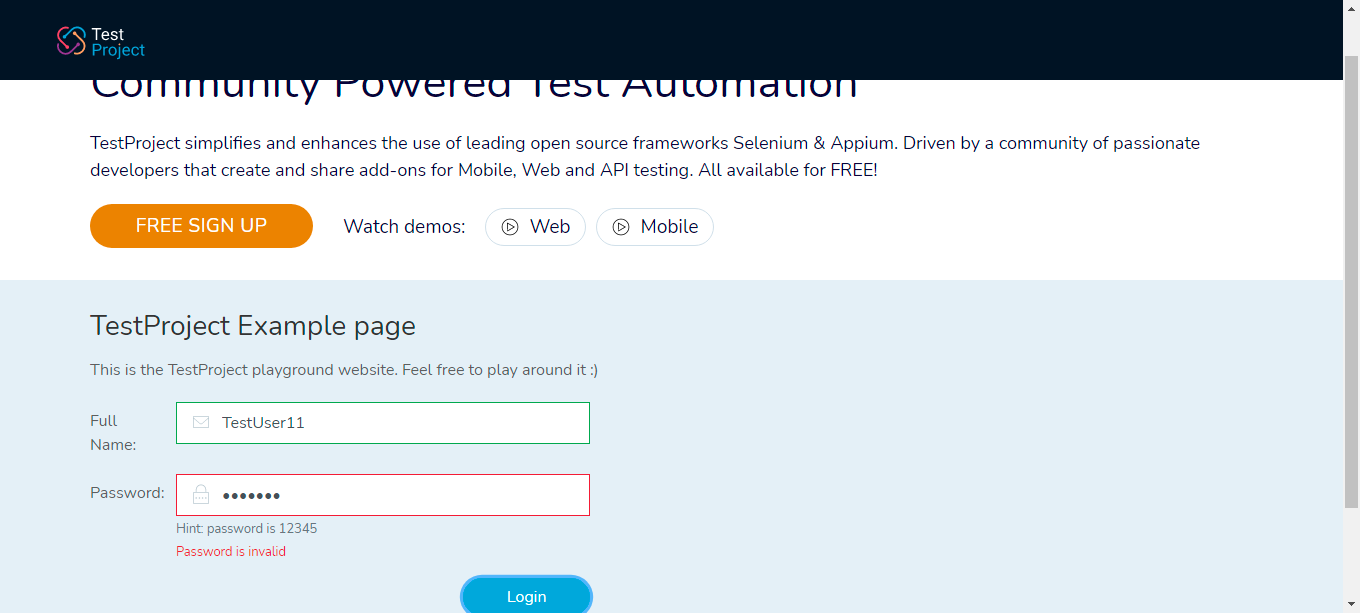 Test
Project
Community Powered Test Automation
TestProject simplifies and enhances the use of leading open source frameworks Selenium & Appium. Driven by a community of passionate
developers that create and share add-ons for Mobile, Web and API testing. All available for FREE!
FREE SIGN UP Watch demos: Web Mobile
TestProject Example page
This is the TestProject playground website. Feel free to play around it :)
Full
Name:
TestUser11
Password: •••••••
Hint: password is 12345
Password is invalid
Login